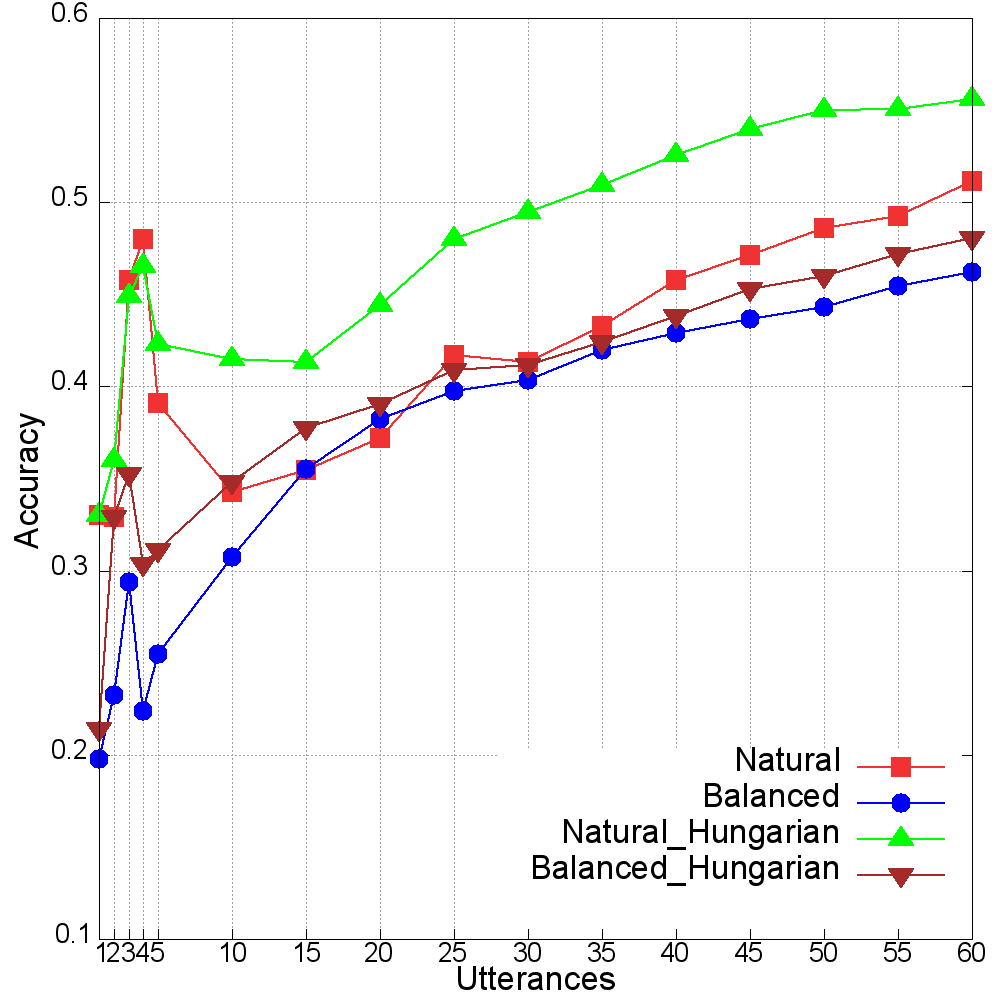 0.6
0.5
0.4
0.3
0.2
0.1
Accuracy
Natural
Balanced
Natural_Hungarian
Balanced_Hungarian
1 2 3 4 5 10 15 20 25 30 35 40 45 50 55 60
Utterances